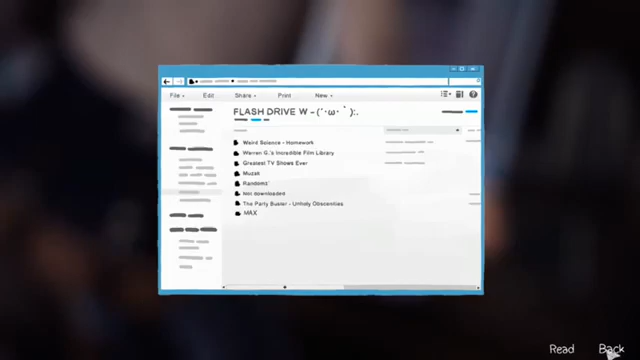 File
Edit
Share
Print
New
FLASH DRIVE W - (´･ω･`):.
Weird Science - Homework
Warren G.'s Incredible Film Library
Greatest TV Shows Ever
Muzak
Randomz'
Not downloaded
The Party Buster - Unholy Obscenities
MAX
Read
Back